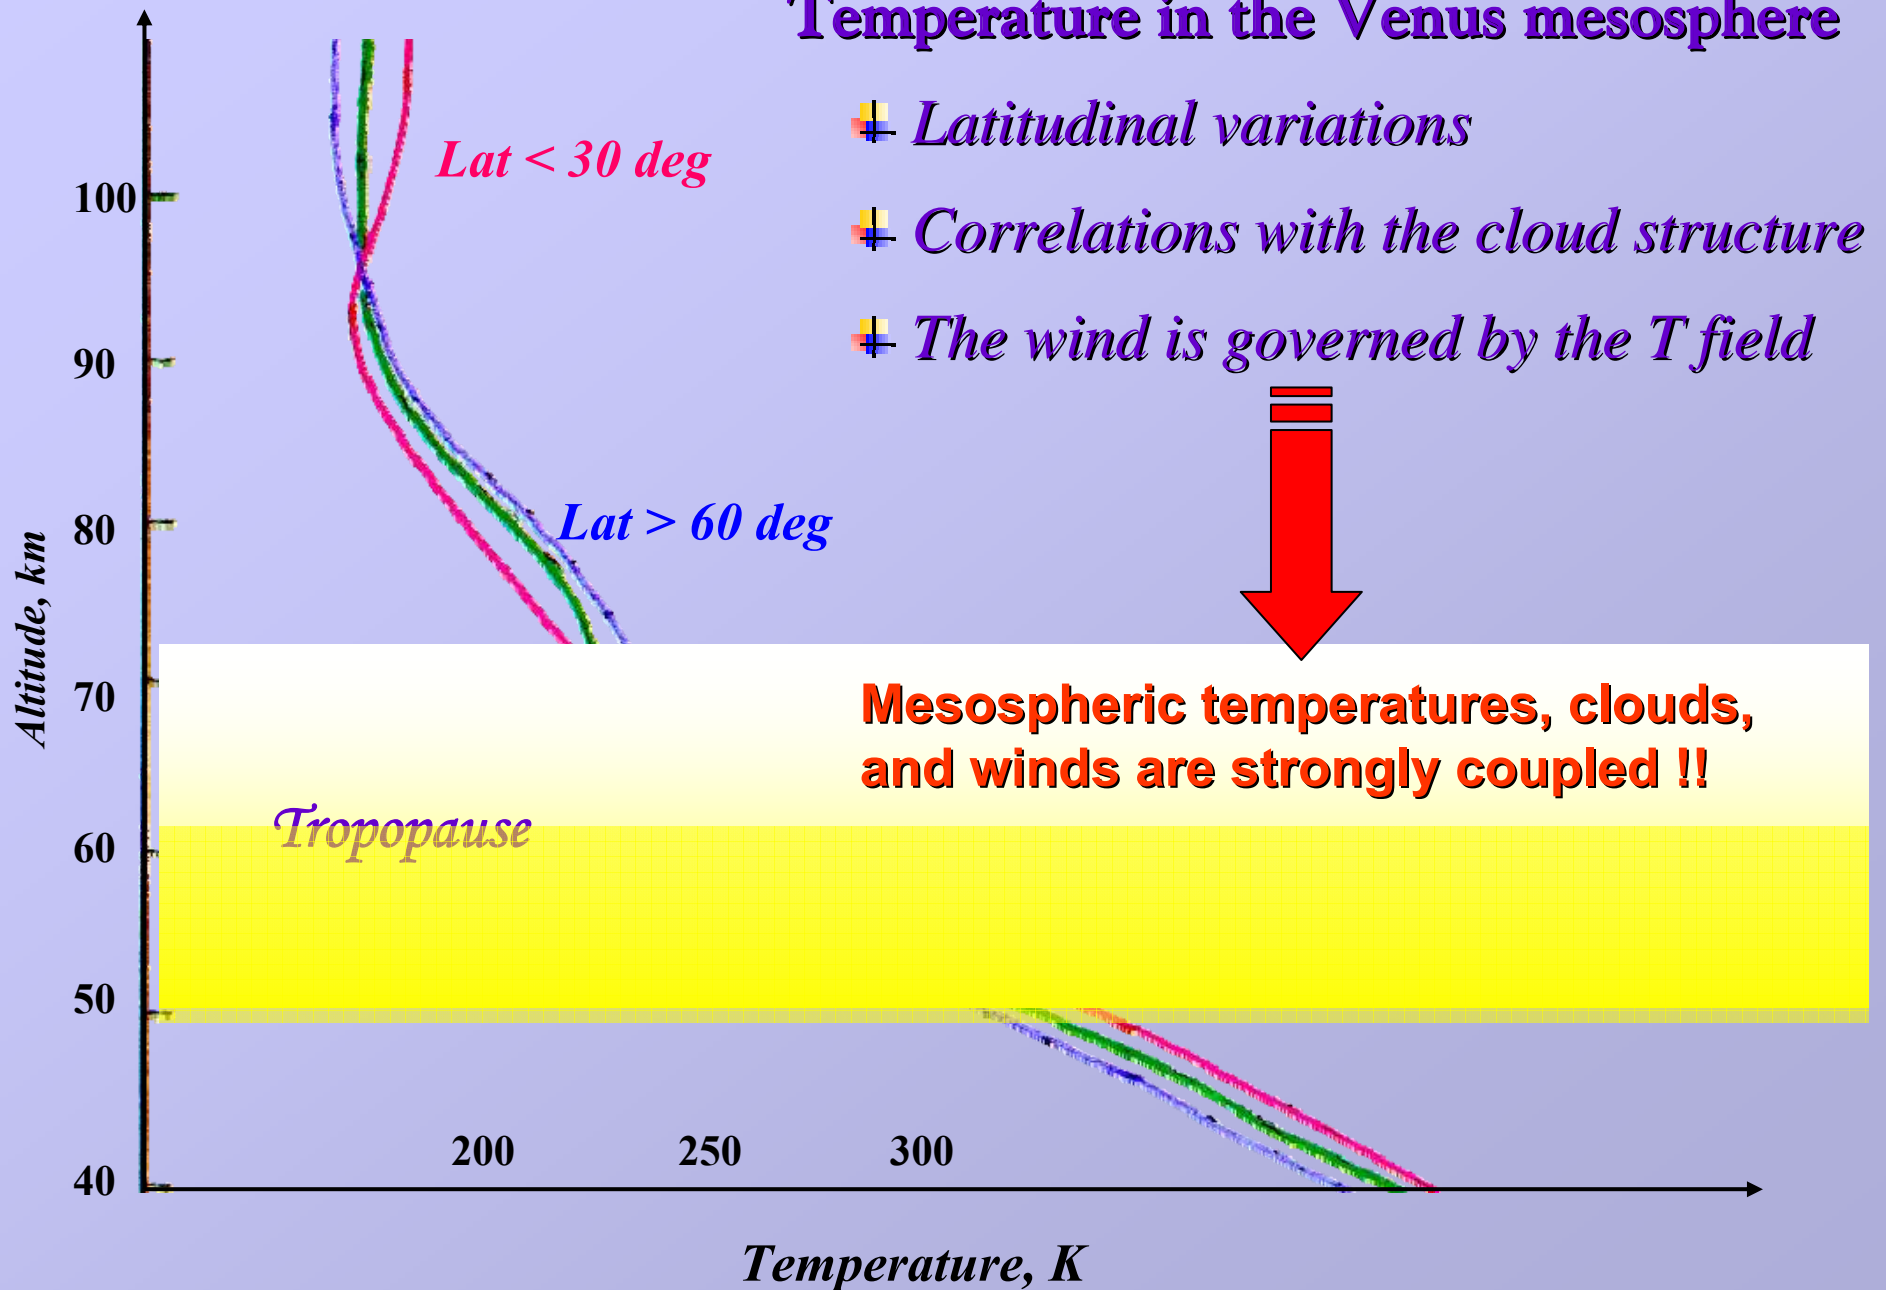 Temperature in the Venus mesosphere
Latitudinal variations
Correlations with the cloud structure
The wind is governed by the T field
Lat < 30 deg
Lat > 60 deg
Mesospheric temperatures, clouds,
and winds are strongly coupled !!
Tropopause
Altitude, km
100
90
80
70
60
50
40
200 250 300
Temperature, K